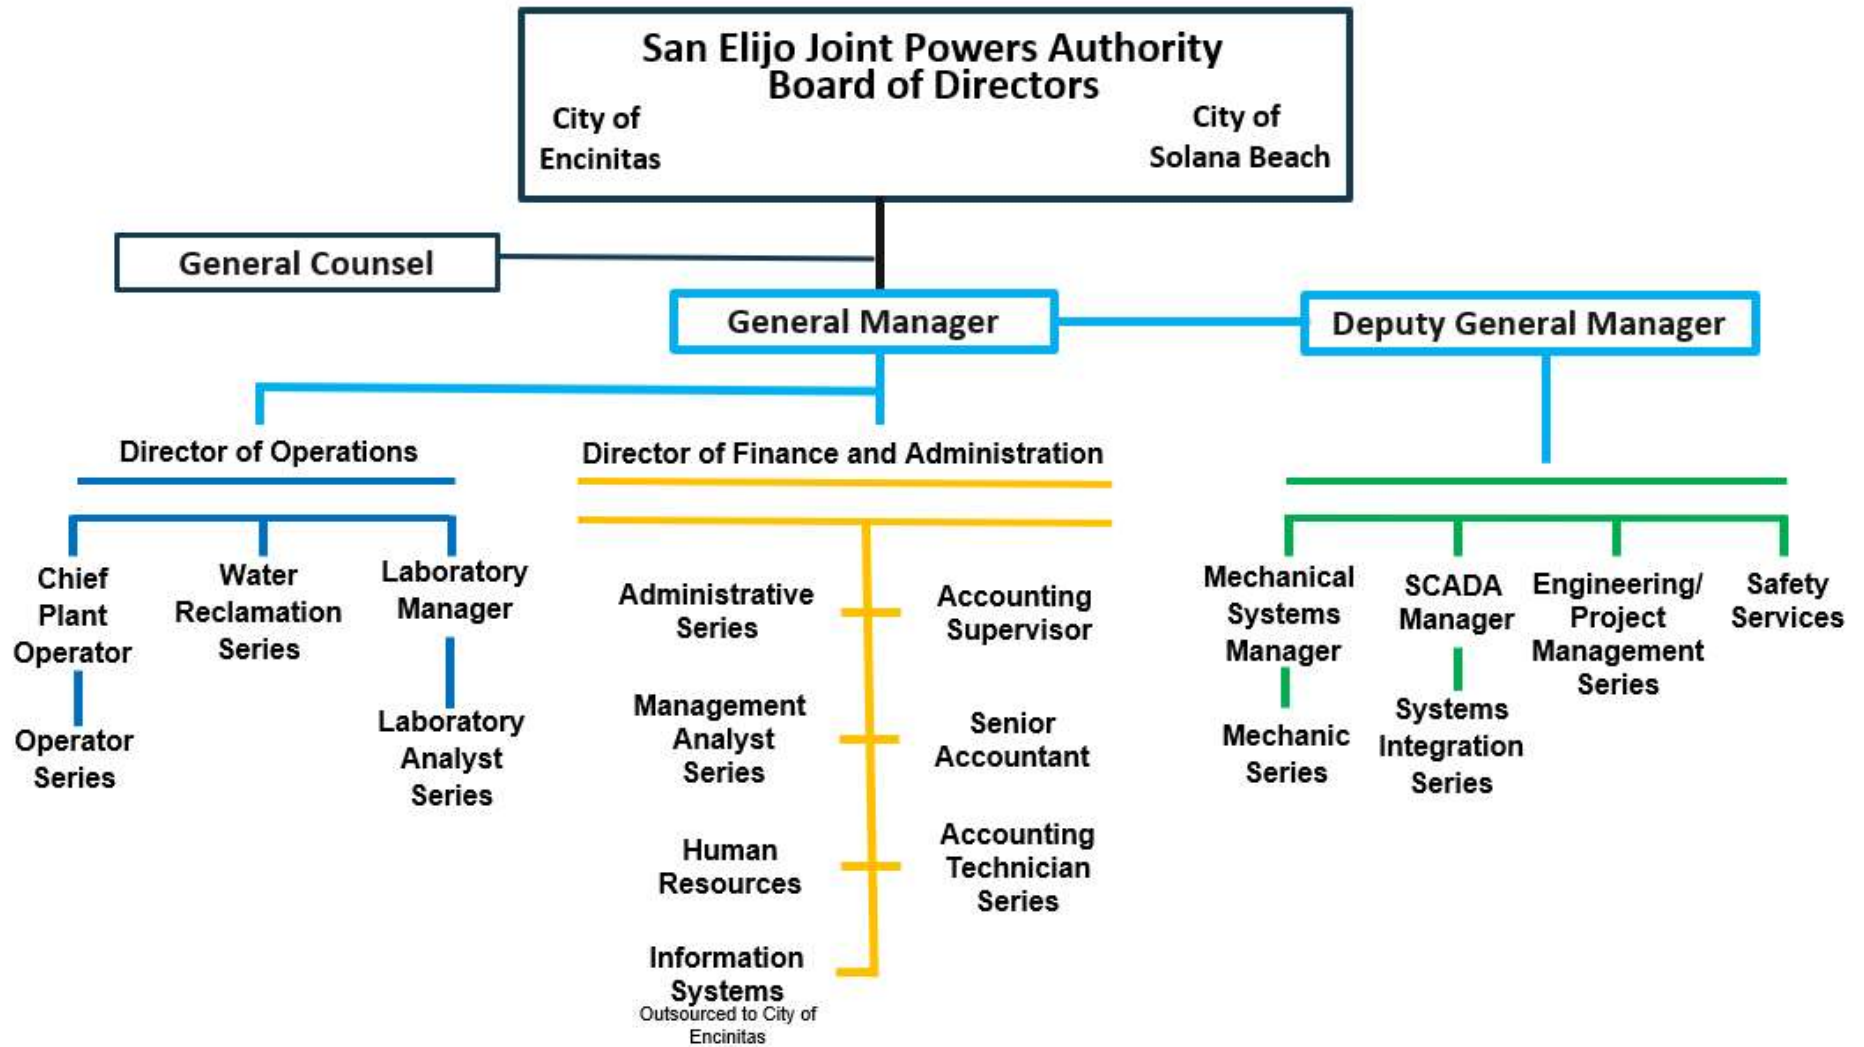 San Elijo Joint Powers Authority
Board of Directors
City of
Encinitas
City of
Solana Beach
General Counsel
General Manager
Deputy General Manager
Director of Operations
Director of Finance and Administration
Chief
Plant
Operator
Water
Reclamation
Series
Laboratory
Manager
Operator
Series
Laboratory
Analyst
Series
Administrative
Series
Accounting
Supervisor
Management
Analyst
Series
Senior
Accountant
Human
Resources
Accounting
Technician
Series
Information
Systems
Outsourced to City of
Encinitas
Mechanical
Systems
Manager
SCADA
Manager
Engineering/
Project
Management
Series
Safety
Services
Mechanic
Series
Systems
Integration
Series